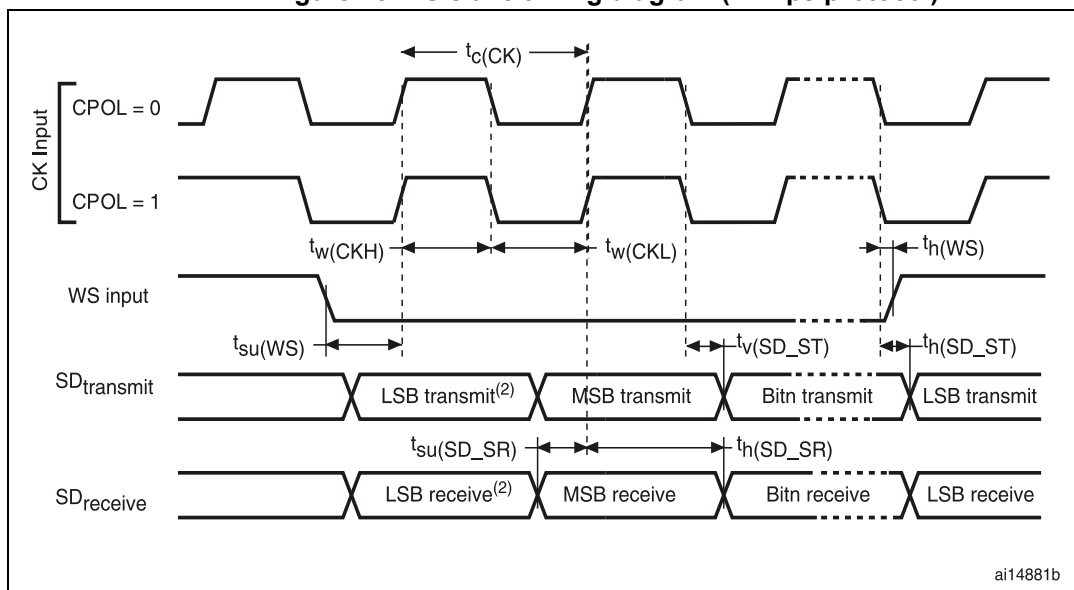 tc(CK)
CK Input
CPOL = 0
CPOL = 1
tw(CKH)
tw(CKL)
th(WS)
WS input
tsu(WS)
tv(SD_ST)
th(SD_ST)
SDtransmit
LSB transmit(2)
MSB transmit
Bitn transmit
LSB transmit
tsu(SD_SR)
th(SD_SR)
SDreceive
LSB receive(2)
MSB receive
Bitn receive
LSB receive
ai14881b